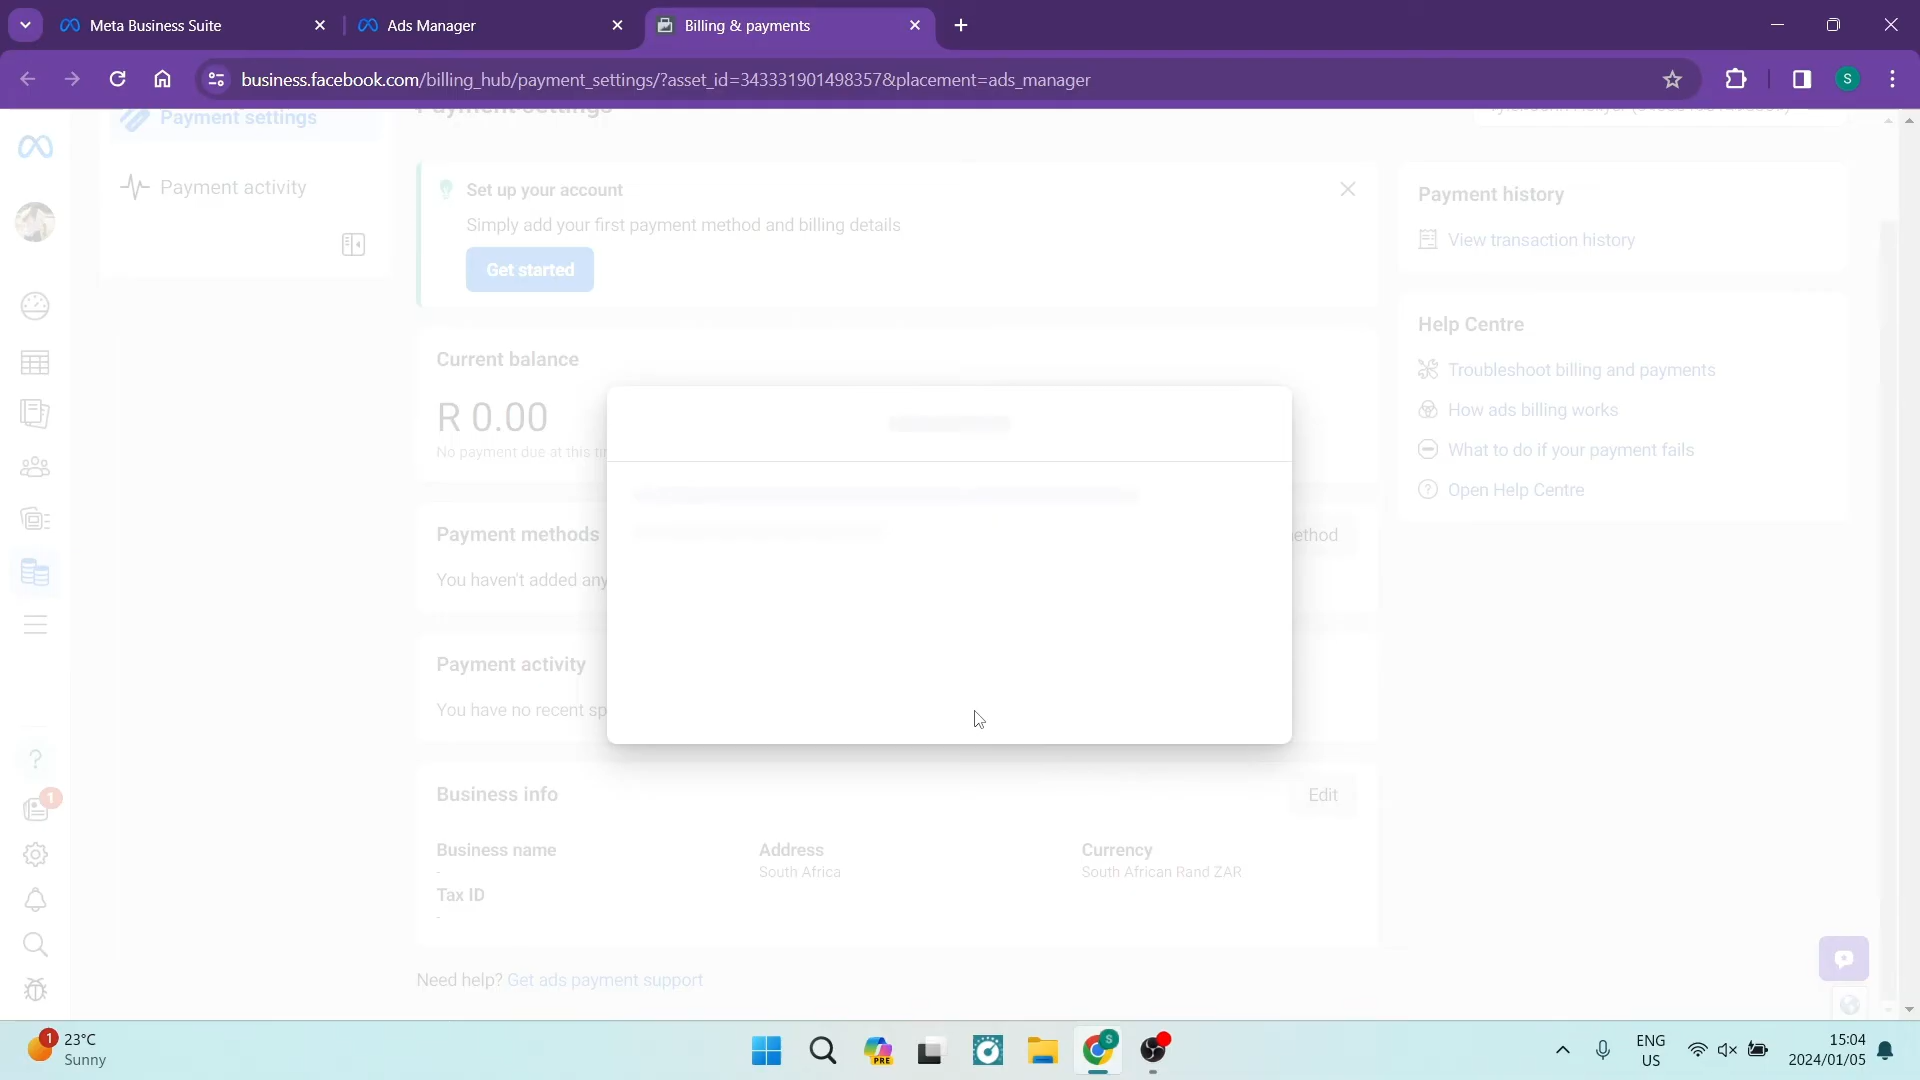 Meta Business Suite
Ads Manager
Billing & payments
business.facebook.com/billing_hub/payment_settings/?asset_id=343331901498357&placement=ads_manager
S
Payment settings
Payment activity
Payment settings
Set up your account
Simply add your first payment method and billing details
Get started
Current balance
R 0.00
No payment due at this
Payment methods
You haven't added any
Payment activity
You have no recent
Business info
Edit
Business name
-
Tax ID
-
Address
South Africa
Currency
South African Rand ZAR
Need help? Get ads payment support
Payment history
View transaction history
Help Centre
Troubleshoot billing and payments
How ads billing works
What to do if your payment fails
Open Help Centre
1
1
23°C
Sunny
PRE
S
ENG
US
15:04
2024/01/05